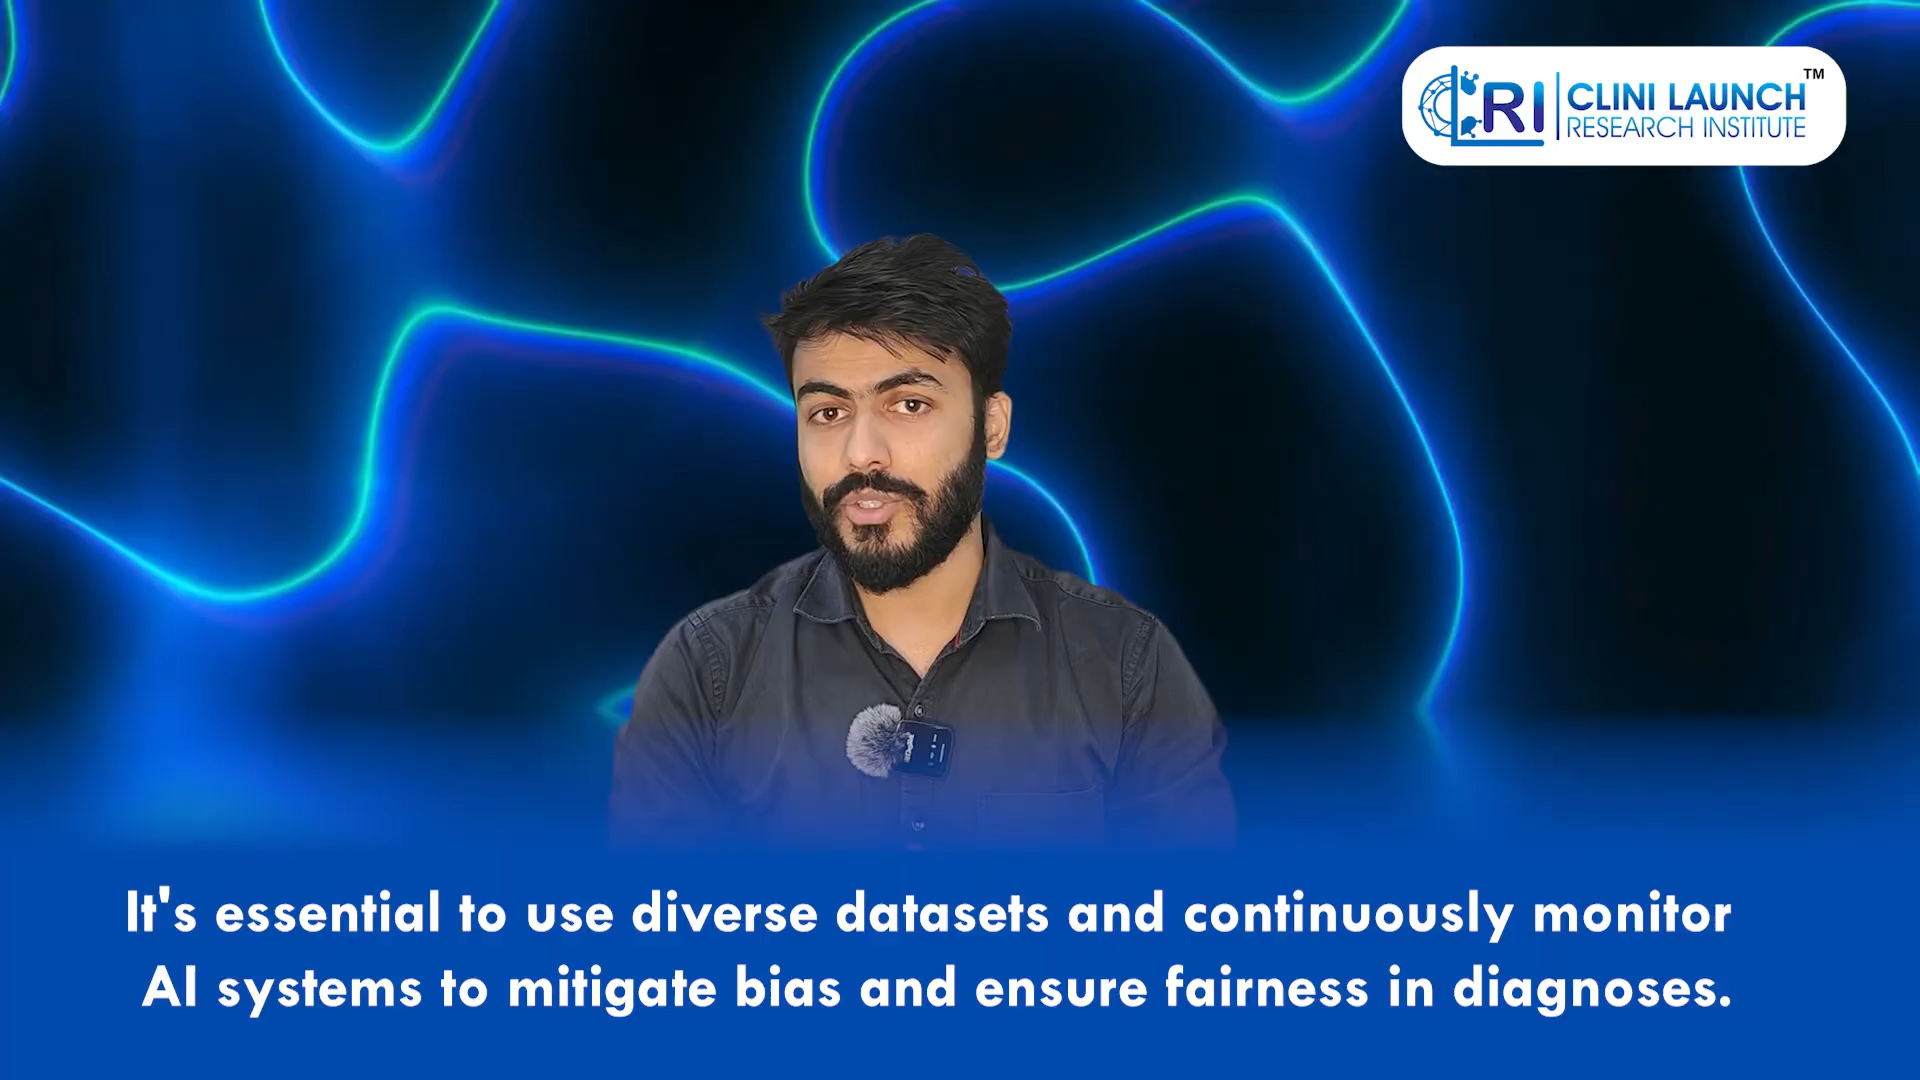 CRI
CLINI LAUNCH™
RESEARCH INSTITUTE
It's essential to use diverse datasets and continuously monitor
AI systems to mitigate bias and ensure fairness in diagnoses.